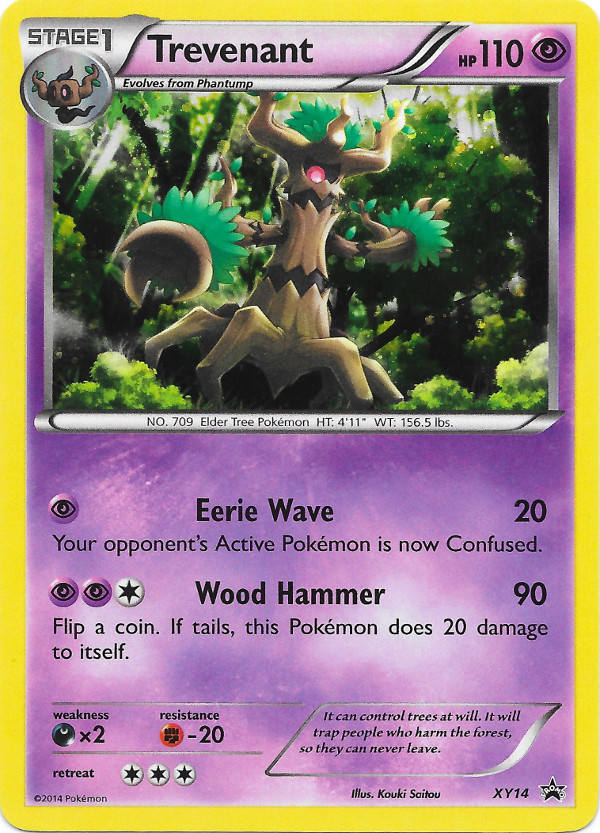 STAGE1
Trevenant
HP110
Evolves from Phantump
NO. 709 Elder Tree Pokémon HT: 4'11" WT: 156.5 lbs.
Eerie Wave 20
Your opponent's Active Pokémon is now Confused.
Wood Hammer 90
Flip a coin. If tails, this Pokémon does 20 damage
to itself.
weakness resistance
×2 -20
It can control trees at will. It will
trap people who harm the forest,
so they can never leave.
retreat
©2014 Pokémon
Illus. Kouki Saitou
XY14
PROMO